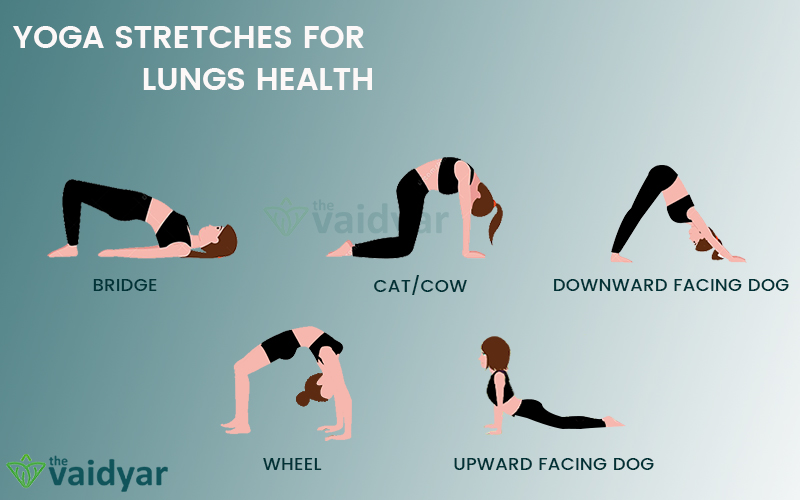 YOGA STRETCHES FOR
LUNGS HEALTH
the
vaidyar
BRIDGE
CAT/COW
DOWNWARD FACING DOG
WHEEL
UPWARD FACING DOG
the
vaidyar